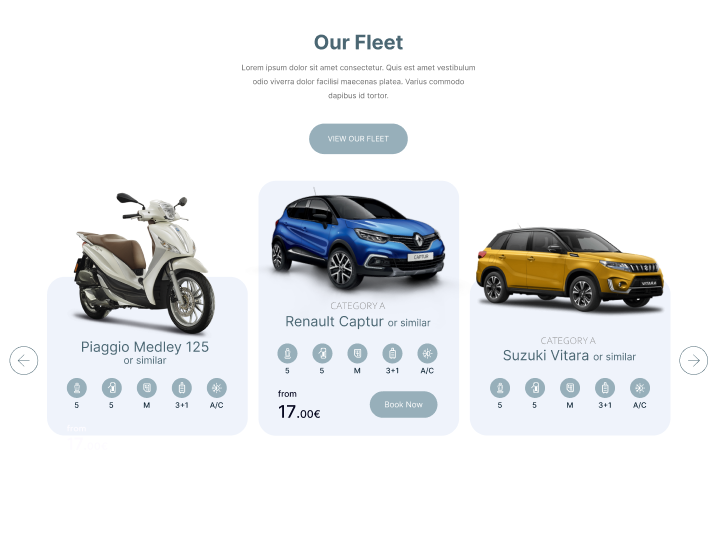 Our Fleet
Lorem ipsum dolor sit amet consectetur. Quis est amet vestibulum
odio viverra dolor facilisi maecenas platea. Varius commodo
dapibus id tortor.
VIEW OUR FLEET
CAPTUR
VITARA
Piaggio Medley 125
or similar
5 5 M 3+1 A/C
from
CATEGORY A
Renault Captur or similar
5 5 M 3+1 A/C
from
17.00€
Book Now
CATEGORY A
Suzuki Vitara or similar
5 5 M 3+1 A/C